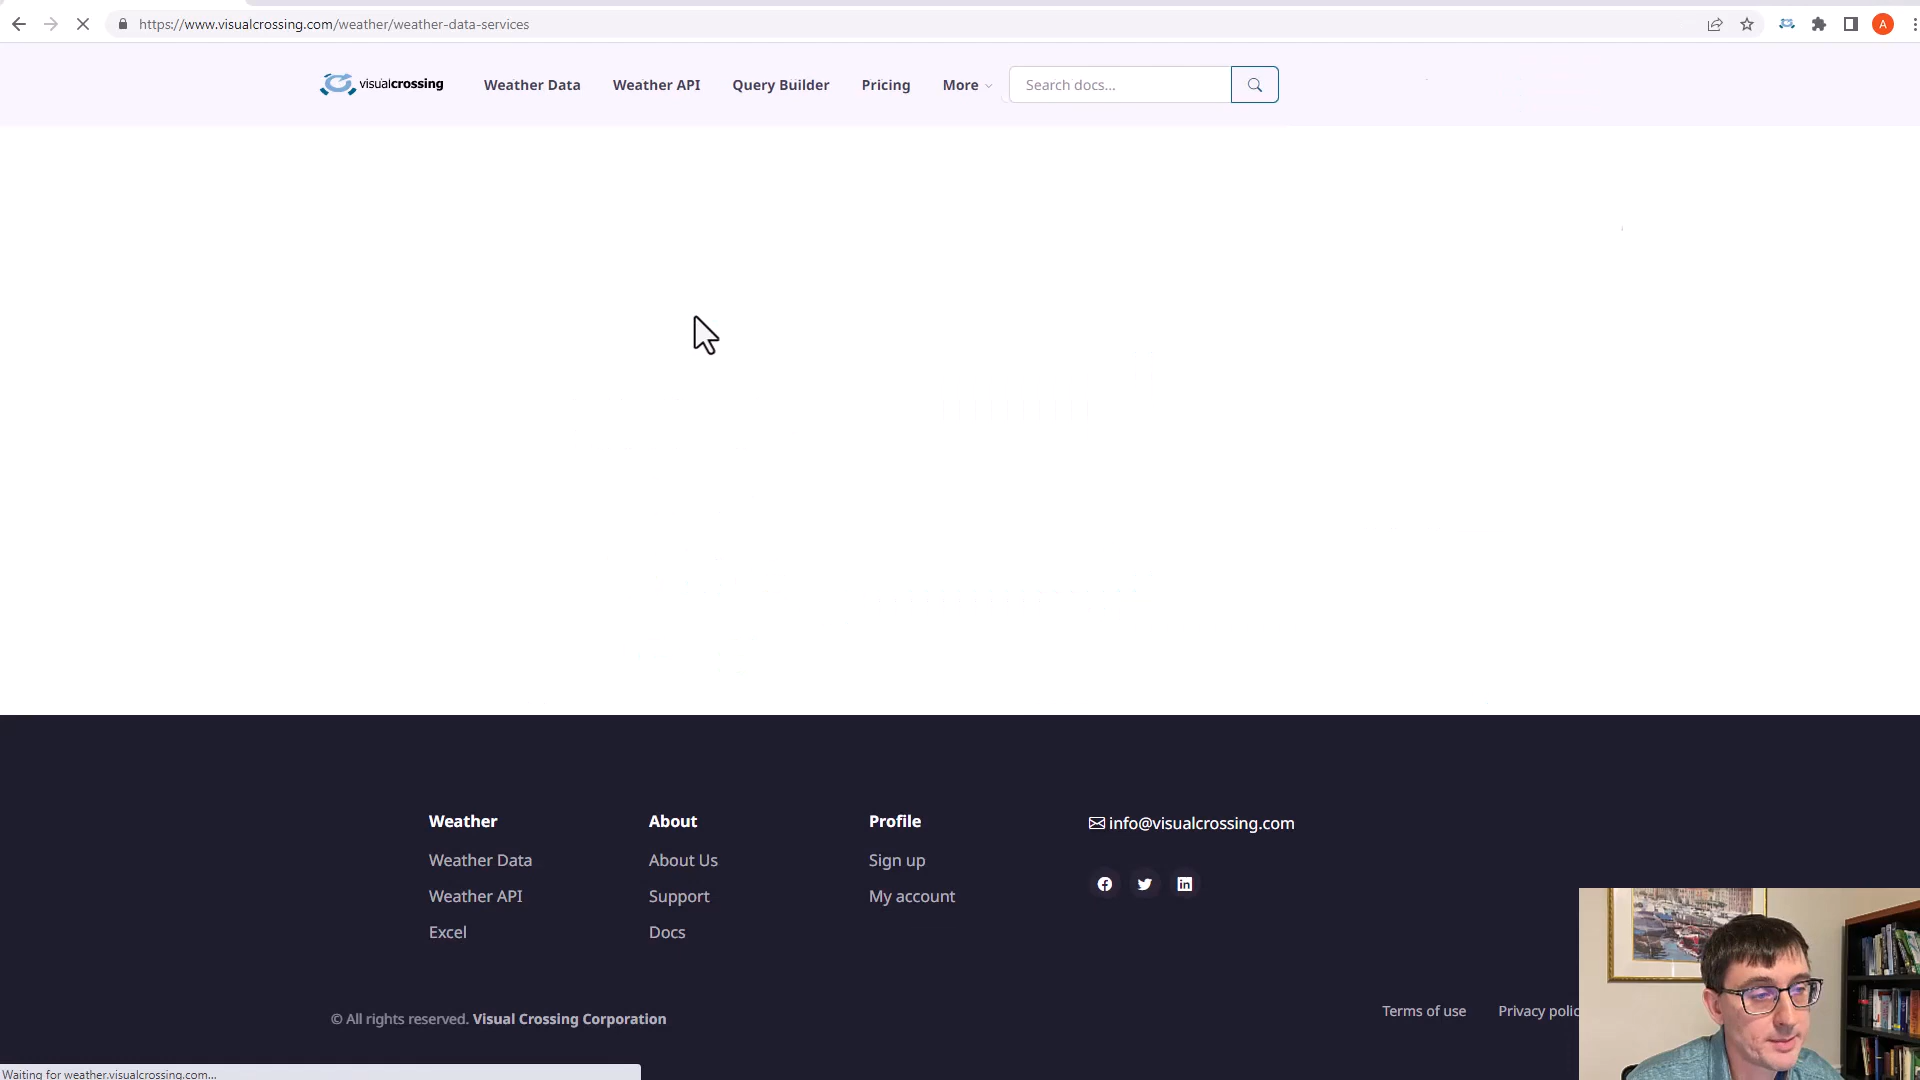 https://www.visualcrossing.com/weather/weather-data-services
A
visualcrossing
Weather Data
Weather API
Query Builder
Pricing
More
Search docs...
Weather
About
Profile
info@visualcrossing.com
Weather Data
About Us
Sign up
Weather API
Support
My account
Excel
Docs
© All rights reserved. Visual Crossing Corporation
Terms of use
Privacy polic
Waiting for weather.visualcrossing.com...